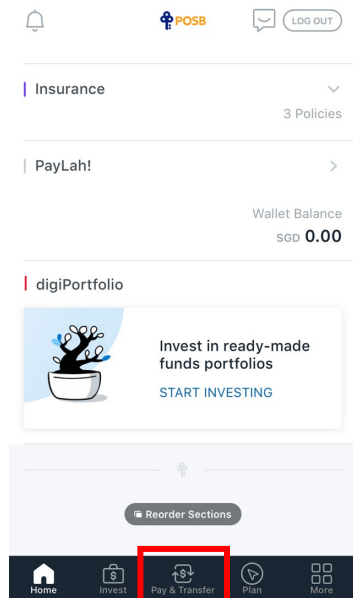 POSB
LOG OUT
Insurance
3 Policies
PayLah!
Wallet Balance
SGD 0.00
digiPortfolio
Invest in ready-made
funds portfolios
START INVESTING
Reorder Sections
Home Invest Pay & Transfer Plan More